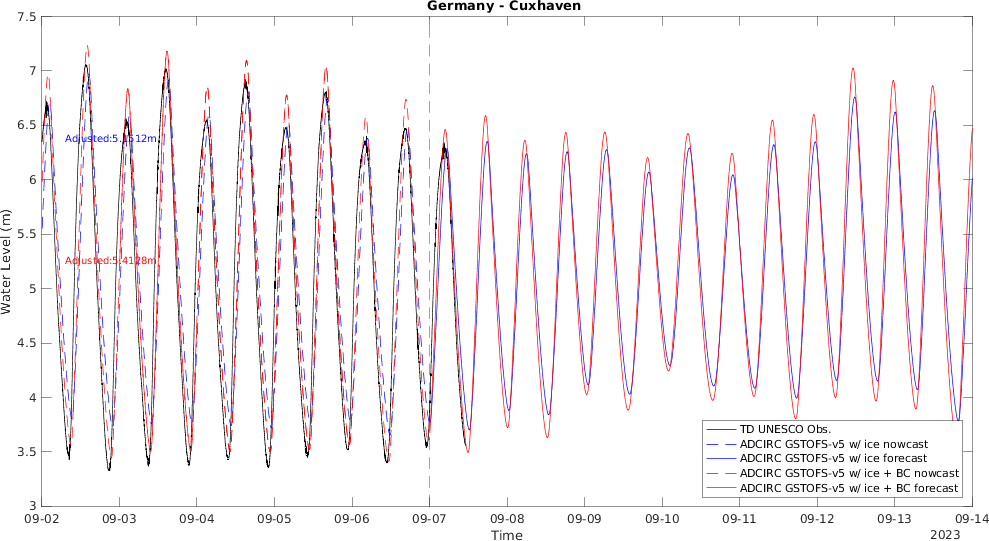 Germany - Cuxhaven
7.5
7
6.5
6
5.5
5
4.5
4
3.5
3
Water Level (m)
Adjusted:5.4128m
TD UNESCO Obs.
ADCIRC GSTOFS-v5 w/ ice nowcast
ADCIRC GSTOFS-v5 w/ ice forecast
ADCIRC GSTOFS-v5 w/ ice + BC nowcast
ADCIRC GSTOFS-v5 w/ ice + BC forecast
09-02 09-03 09-04 09-05 09-06 09-07 09-08 09-09 09-10 09-11 09-12 09-13 09-14
Time
2023